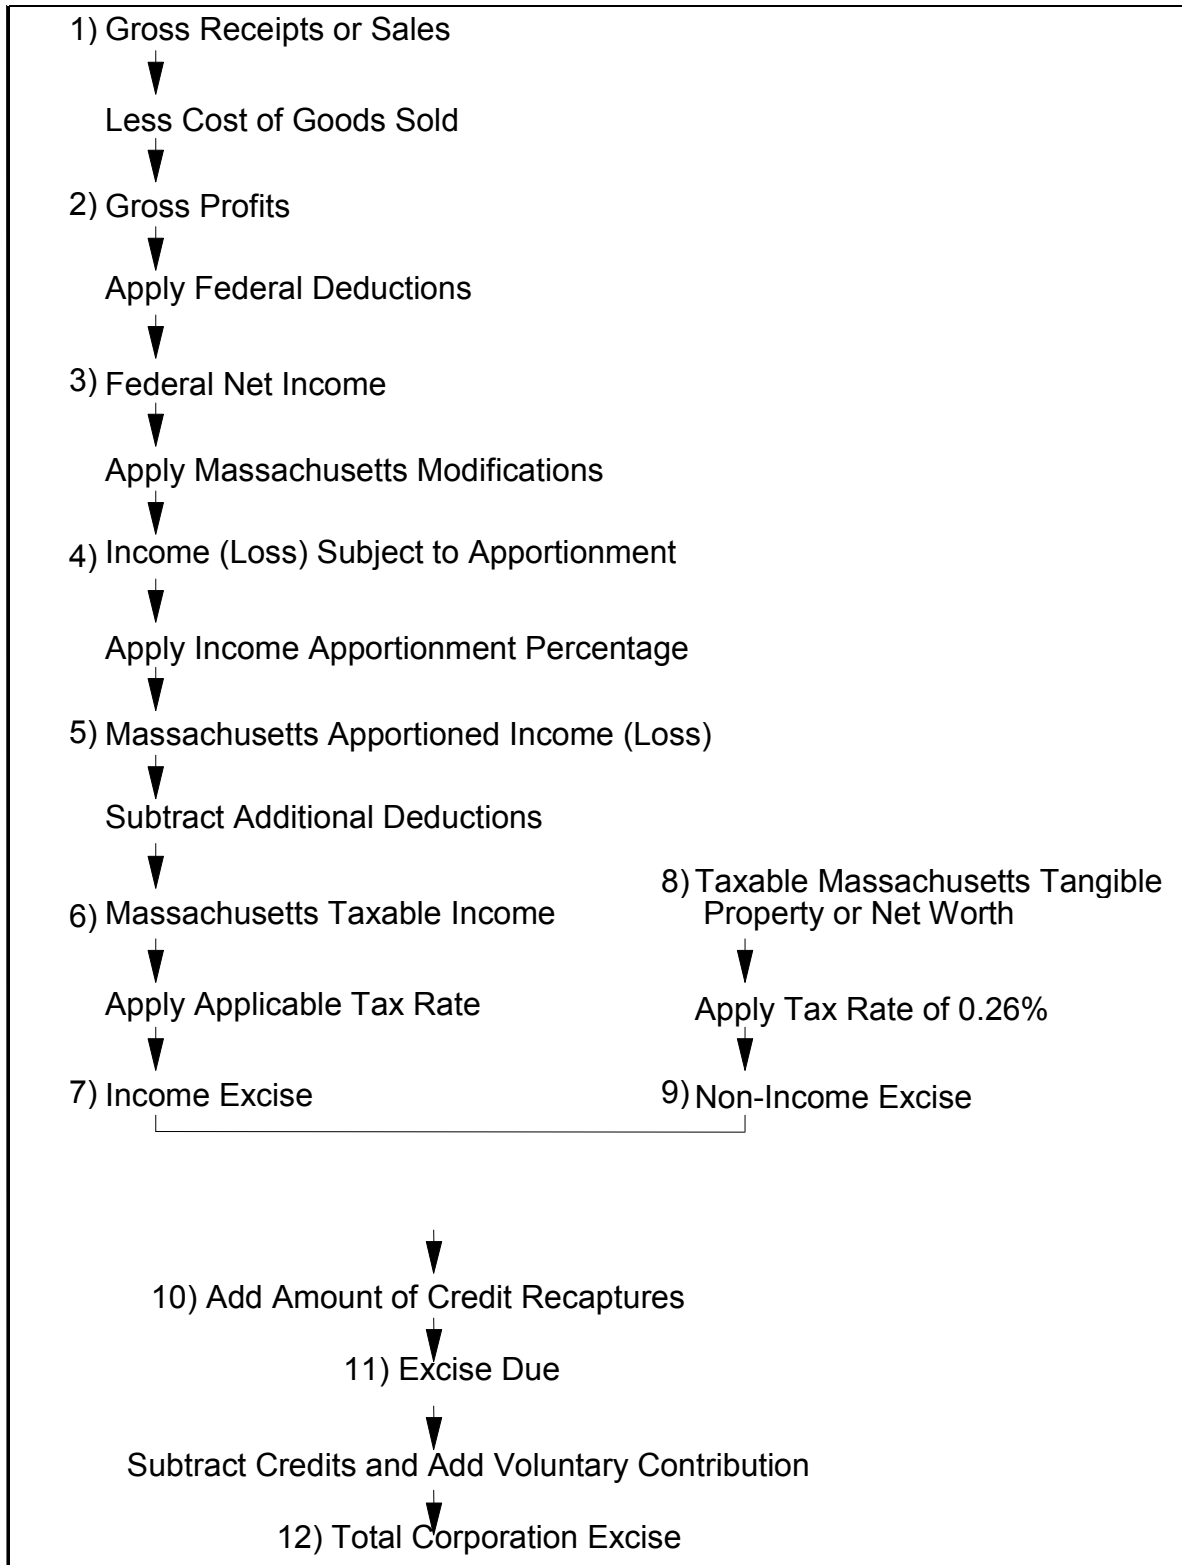 1) Gross Receipts or Sales
Less Cost of Goods Sold
2) Gross Profits
Apply Federal Deductions
3) Federal Net Income
Apply Massachusetts Modifications
4) Income (Loss) Subject to Apportionment
Apply Income Apportionment Percentage
5) Massachusetts Apportioned Income (Loss)
Subtract Additional Deductions
6) Massachusetts Taxable Income
Apply Applicable Tax Rate
7) Income Excise
8) Taxable Massachusetts Tangible
Property or Net Worth
Apply Tax Rate of 0.26%
9) Non-Income Excise
10) Add Amount of Credit Recaptures
11) Excise Due
Subtract Credits and Add Voluntary Contribution
12) Total Corporation Excise